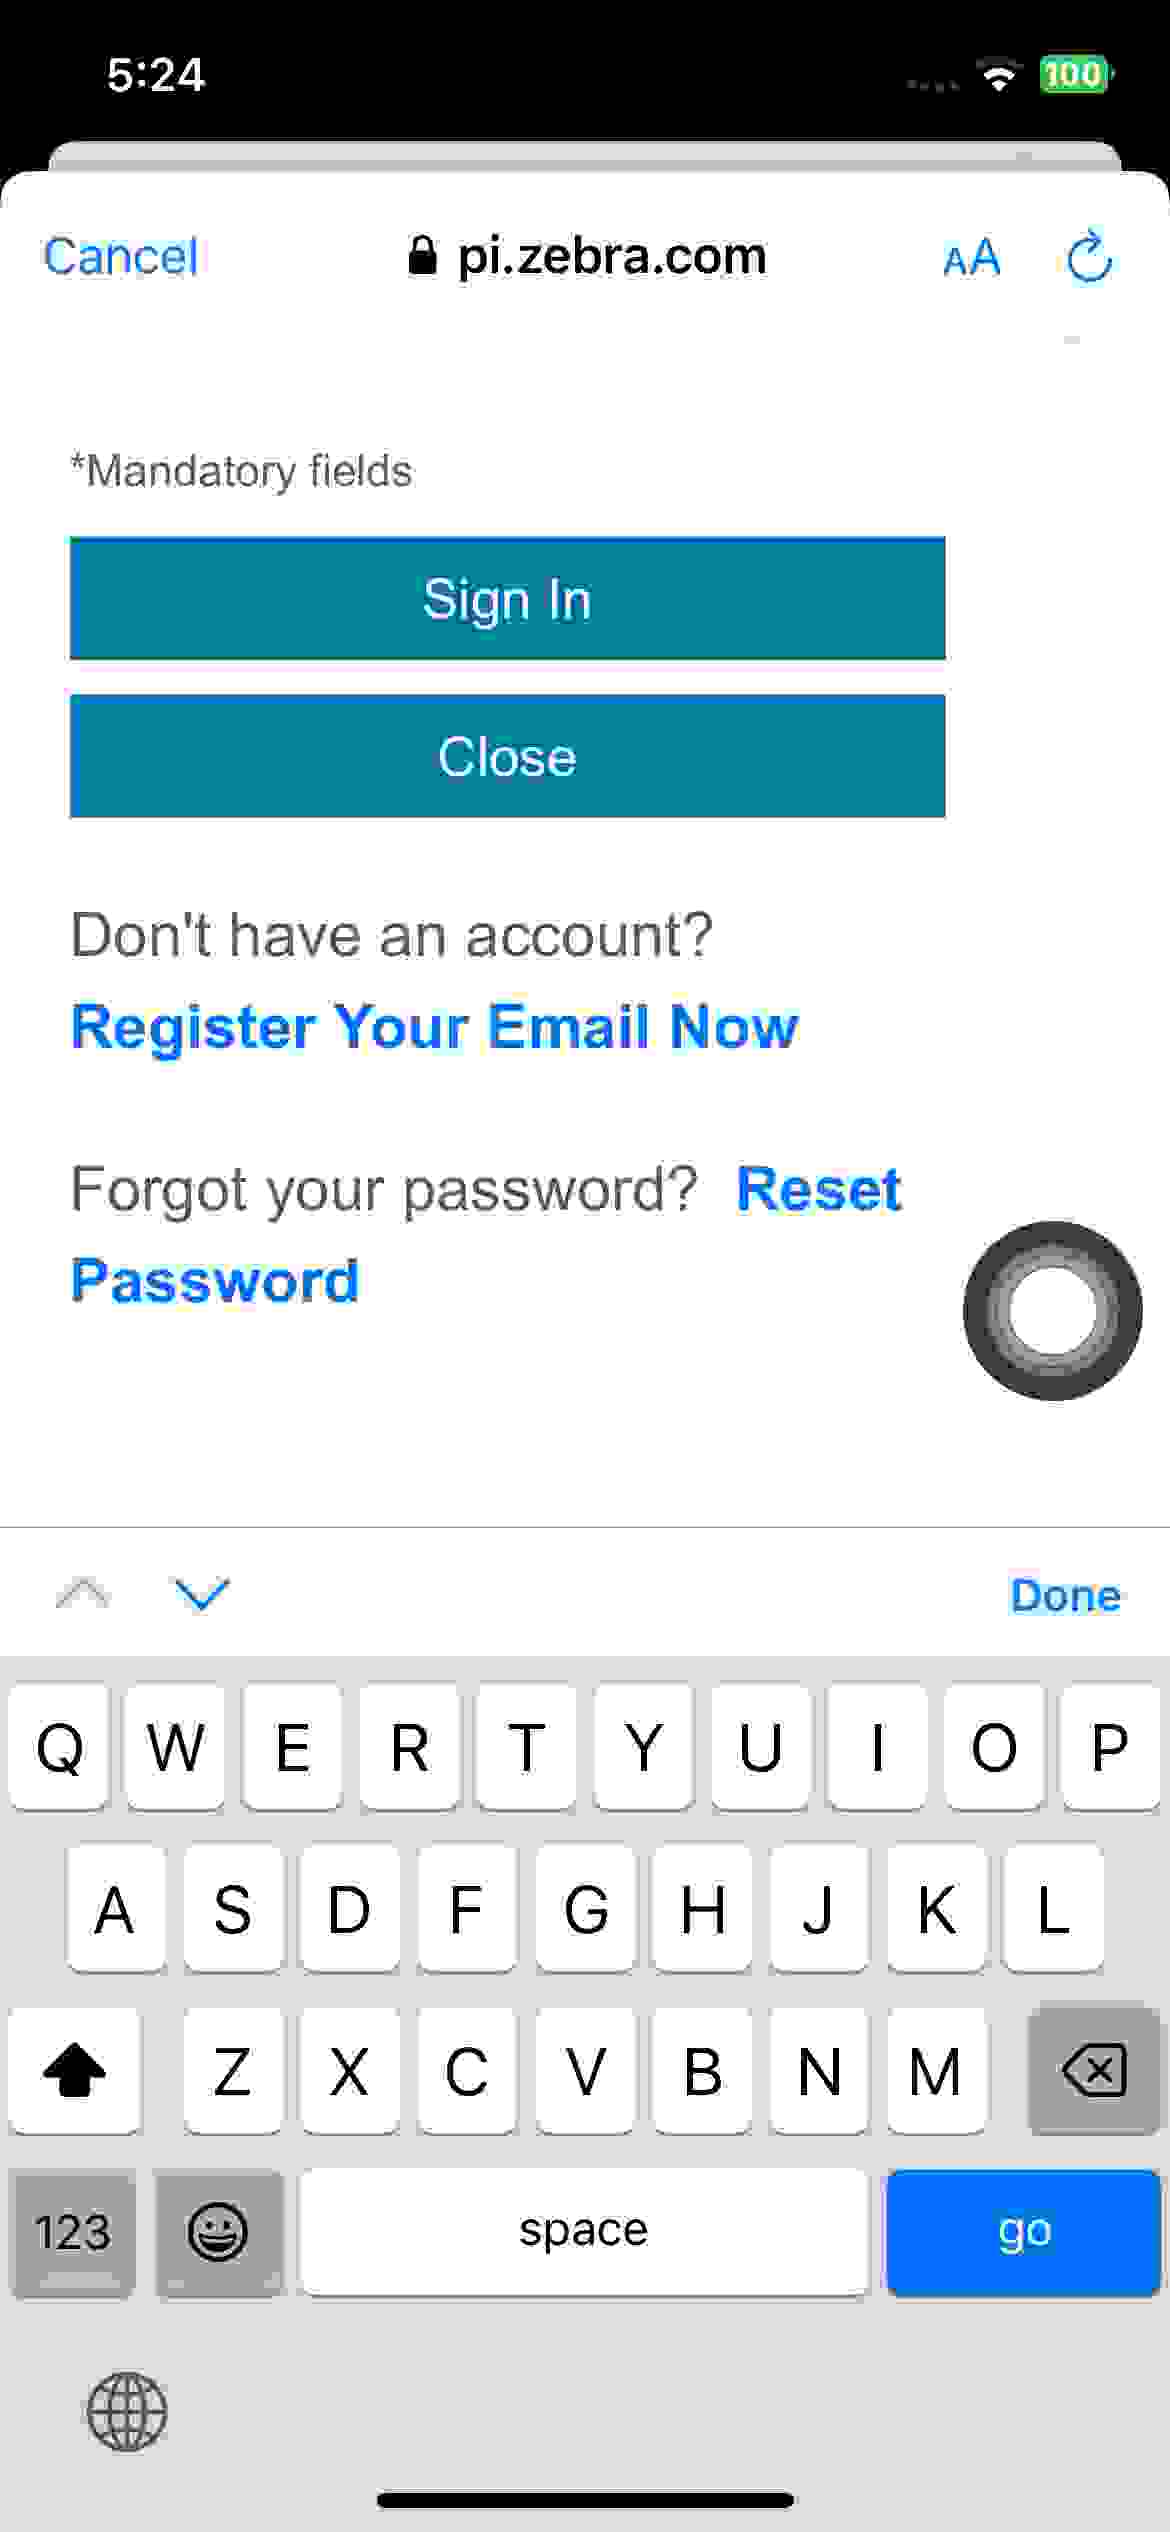 5:24
100
Cancel
pi.zebra.com
AA
*Mandatory fields
Sign In
Close
Don't have an account?
Register Your Email Now
Forgot your password? Reset
Password
Done
Q W E R T Y U I O P
A S D F G H J K L
Z X C V B N M
123
space
go